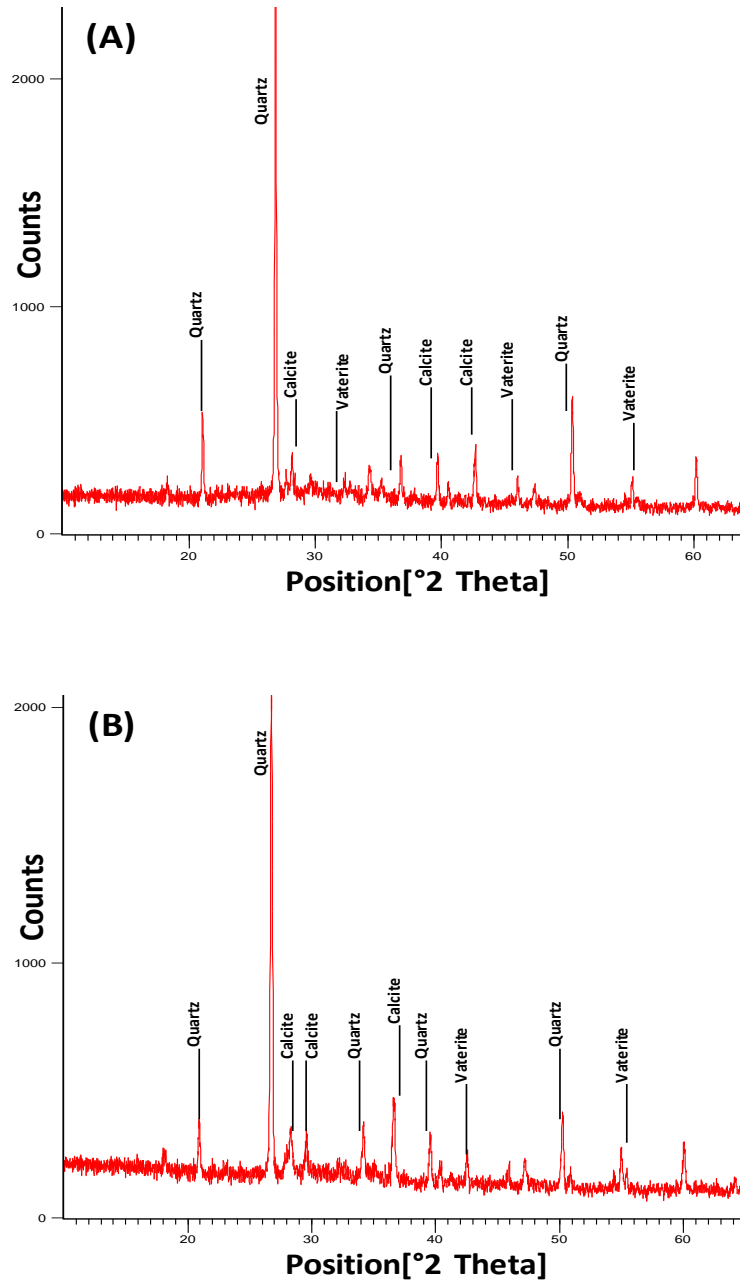 (A)
2000
1000
0
Counts
Quartz
Quartz
Calcite
Vaterite
Quartz
Calcite
Calcite
Vaterite
Quartz
Vaterite
20 30 40 50 60
Position[°2 Theta]
(B)
2000
1000
0
Counts
Quartz
Quartz
Calcite
Calcite
Quartz
Calcite
Quartz
Vaterite
Quartz
Vaterite
20 30 40 50 60
Position[°2 Theta]